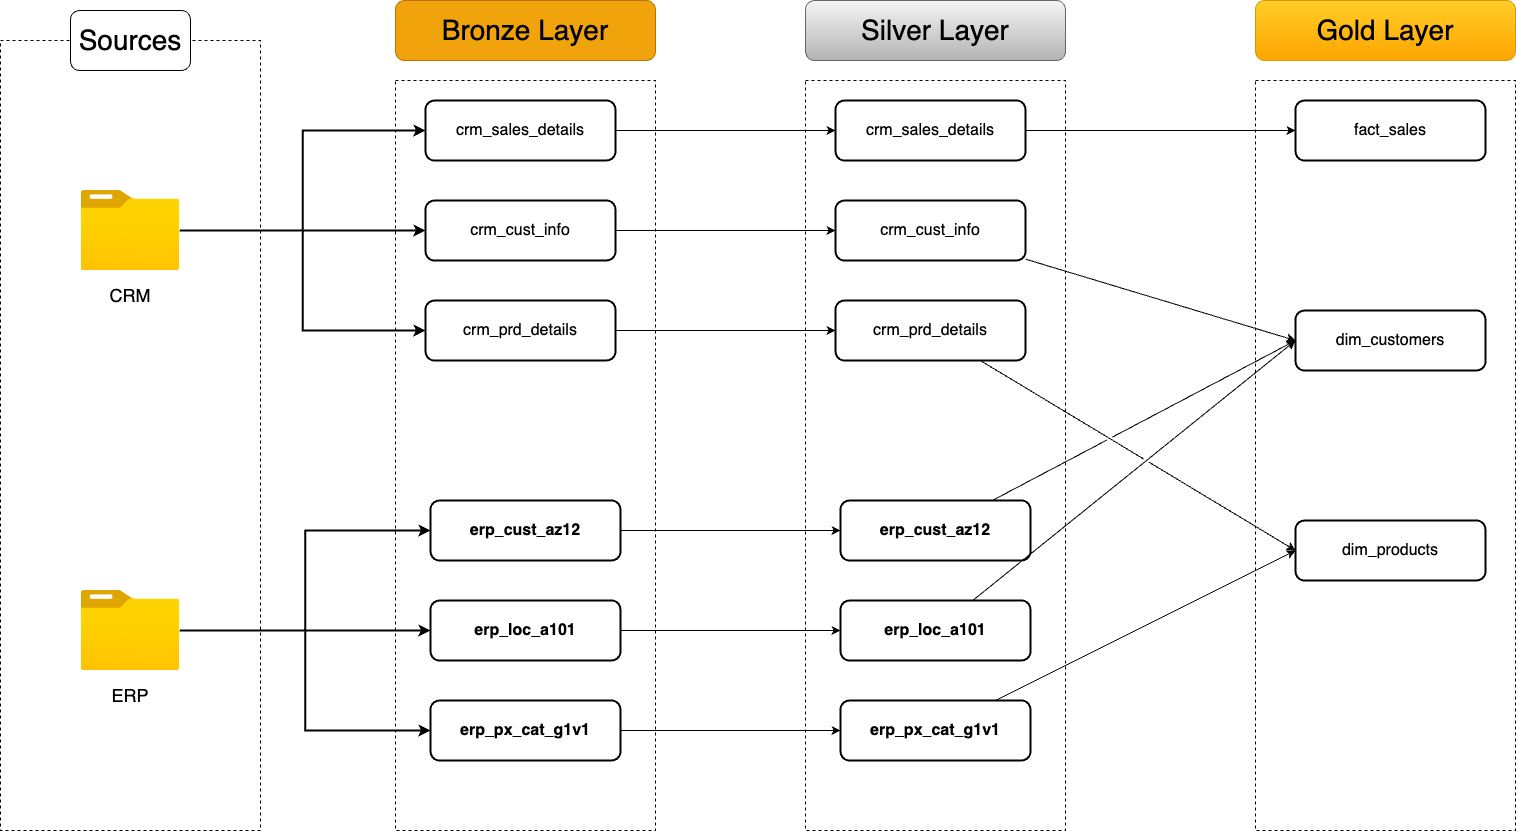 Sources
Bronze Layer
Silver Layer
Gold Layer
crm_sales_details
crm_sales_details
fact_sales
crm_cust_info
crm_cust_info
CRM
crm_prd_details
crm_prd_details
dim_customers
erp_cust_az12
erp_cust_az12
dim_products
erp_loc_a101
erp_loc_a101
ERP
erp_px_cat_g1v1
erp_px_cat_g1v1